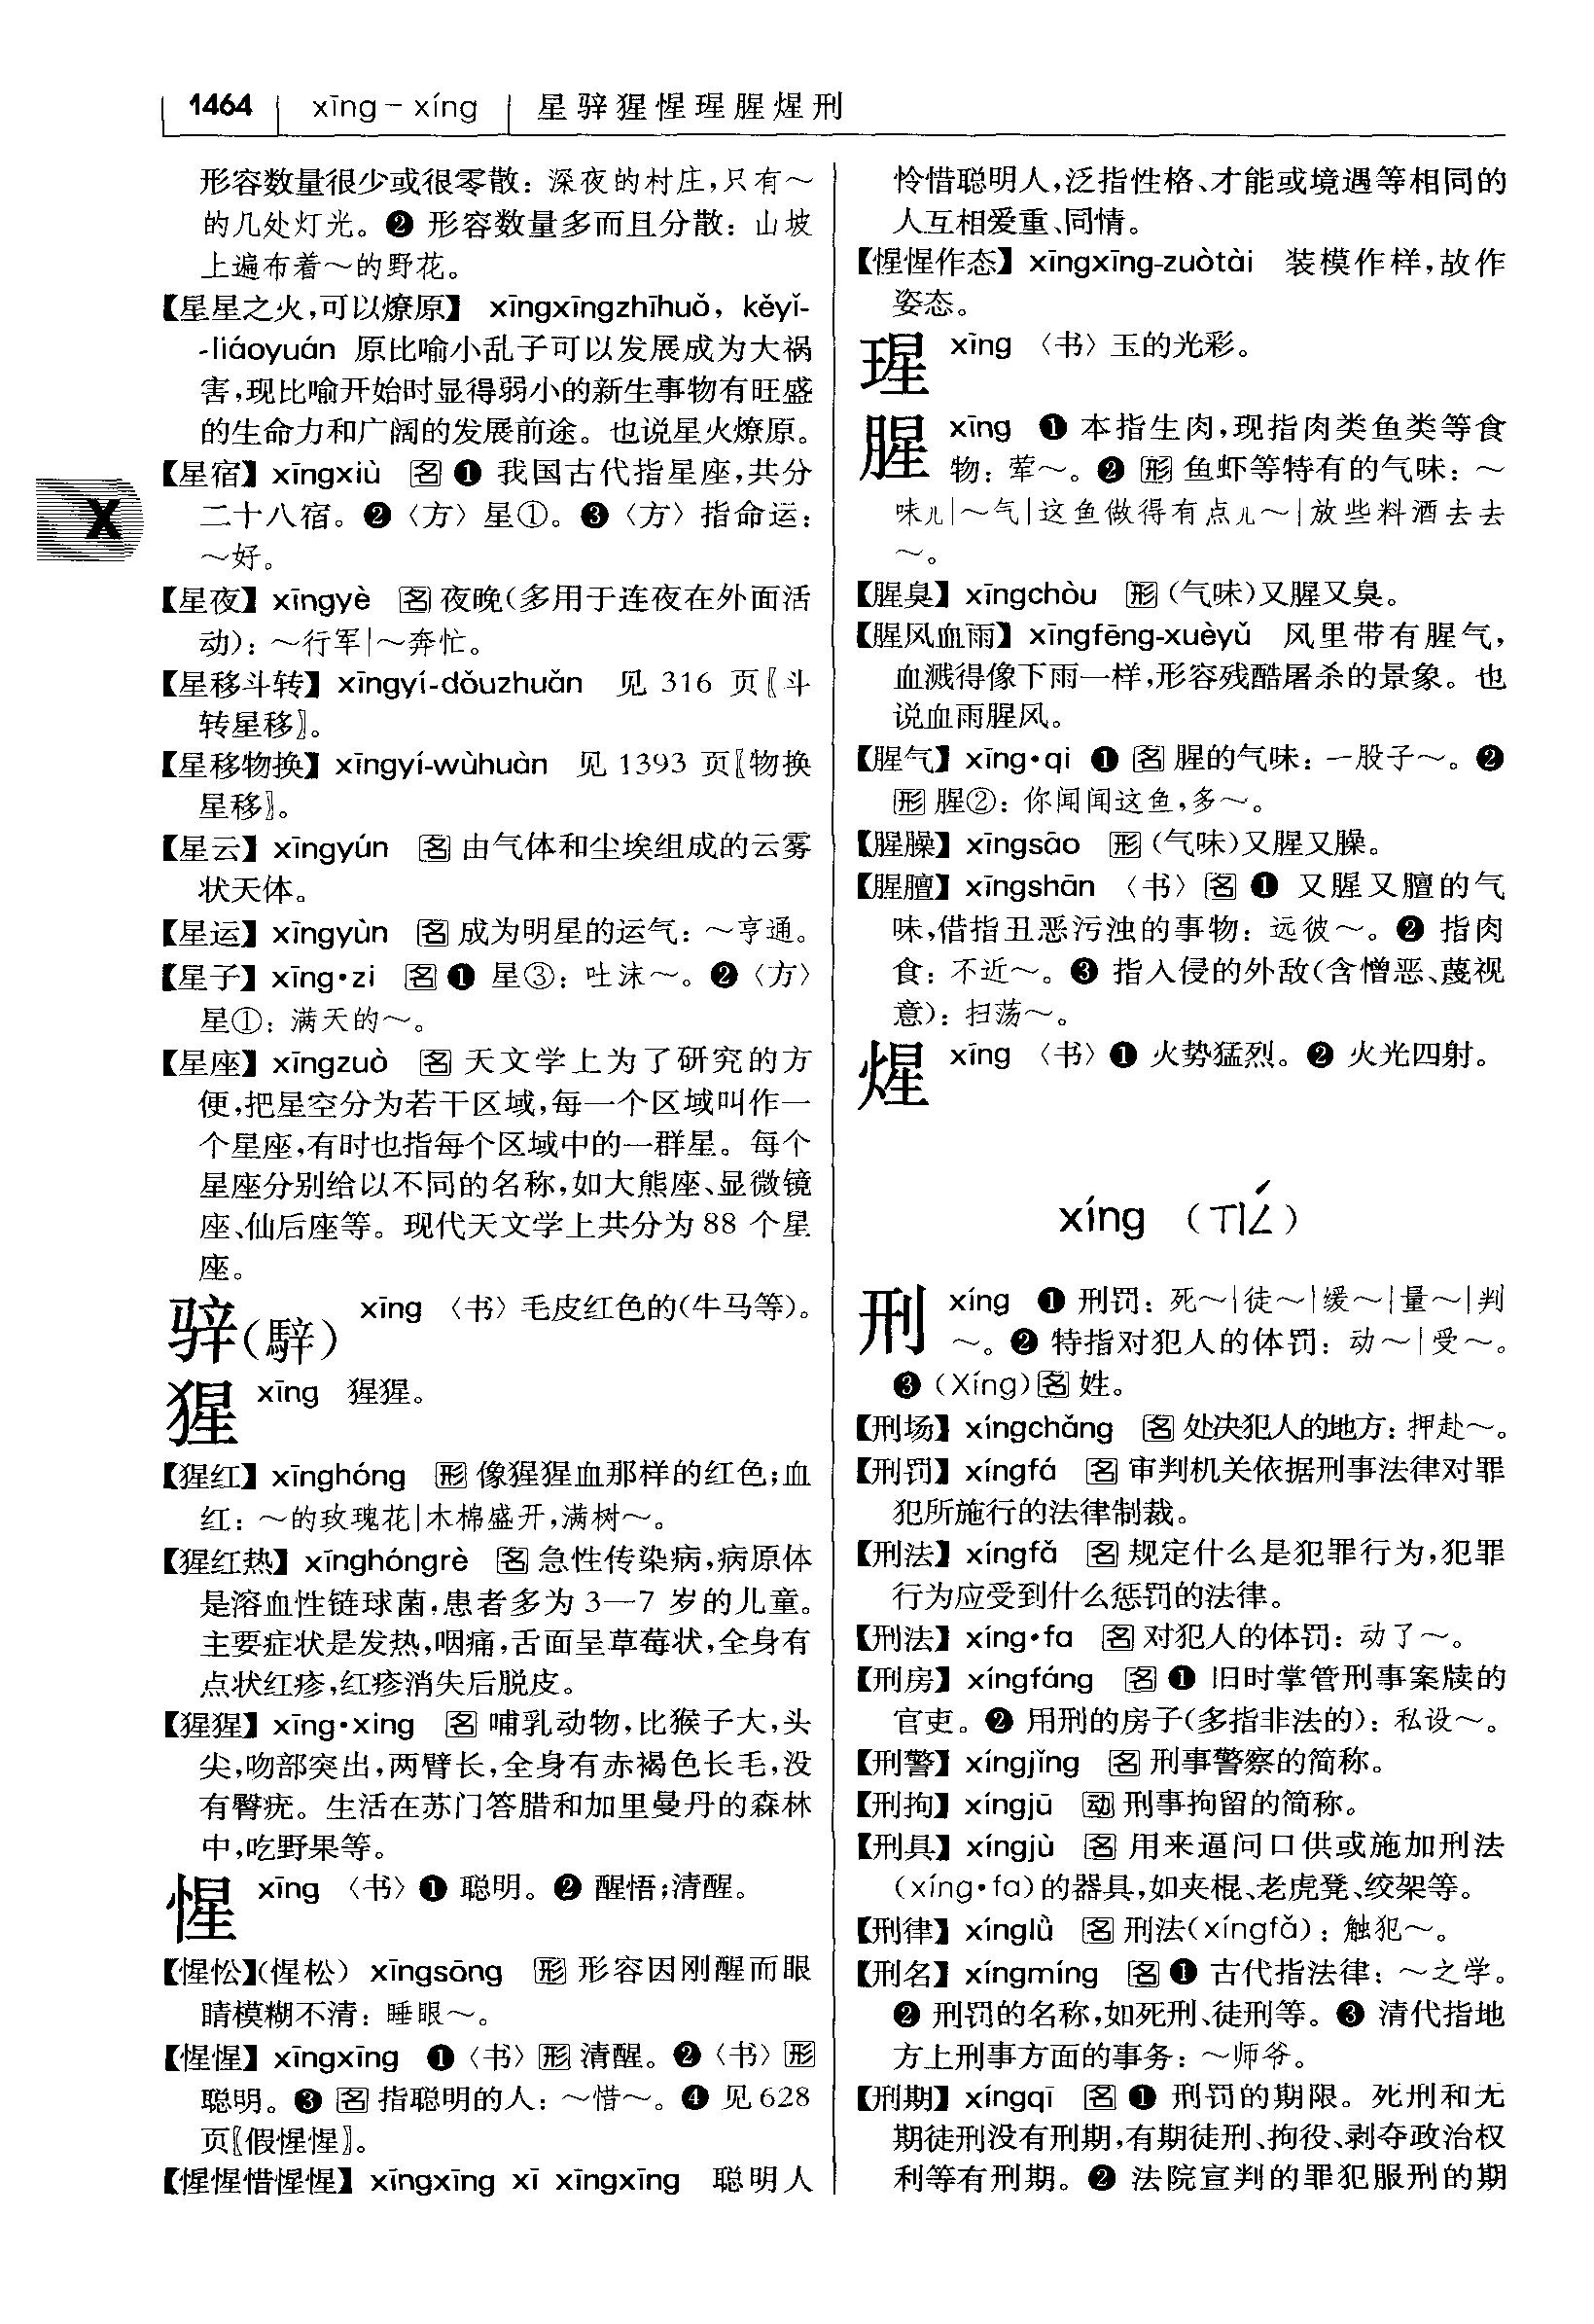 1464 xīng－xíng 星骍猩惺瑆腥煋刑
形容数量很少或很零散：深夜的村庄，只有～
的几处灯光。❷ 形容数量多而且分散：山坡
上遍布着～的野花。
【星星之火，可以燎原】 xīngxīngzhīhuǒ，kěyǐ-
-liáoyuán 原比喻小乱子可以发展成为大祸
害，现比喻开始时显得弱小的新生事物有旺盛
的生命力和广阔的发展前途。也说星火燎原。
【星宿】xīngxiù 名 ❶ 我国古代指星座，共分
二十八宿。❷〈方〉星①。❸〈方〉指命运：
～好。
【星夜】xīngyè 名 夜晚（多用于连夜在外面活
动）：～行军|～奔忙。
【星移斗转】xīngyí-dǒuzhuǎn 见 316 页〖斗
转星移〗。
【星移物换】xīngyí-wùhuàn 见 1393 页〖物换
星移〗。
【星云】xīngyún 名 由气体和尘埃组成的云雾
状天体。
【星运】xīngyùn 名 成为明星的运气：～亨通。
【星子】xīng·zi 名 ❶ 星③：吐沫～。❷〈方〉
星①：满天的～。
【星座】xīngzuò 名 天文学上为了研究的方
便，把星空分为若干区域，每一个区域叫作一
个星座，有时也指每个区域中的一群星。每个
星座分别给以不同的名称，如大熊座、显微镜
座、仙后座等。现代天文学上共分为 88 个星
座。
骍（騂） xīng 〈书〉毛皮红色的（牛马等）。
猩 xīng 猩猩。
【猩红】xīnghóng 形 像猩猩血那样的红色；血
红：～的玫瑰花|木棉盛开，满树～。
【猩红热】xīnghóngrè 名 急性传染病，病原体
是溶血性链球菌，患者多为 3—7 岁的儿童。
主要症状是发热，咽痛，舌面呈草莓状，全身有
点状红疹，红疹消失后脱皮。
【猩猩】xīng·xing 名 哺乳动物，比猴子大，头
尖，吻部突出，两臂长，全身有赤褐色长毛，没
有臀疣。生活在苏门答腊和加里曼丹的森林
中，吃野果等。
惺 xīng 〈书〉❶ 聪明。❷ 醒悟；清醒。
【惺忪】（惺松） xīngsōng 形 形容因刚醒而眼
睛模糊不清：睡眼～。
【惺惺】xīngxīng ❶〈书〉形 清醒。❷〈书〉形
聪明。❸ 名 指聪明的人：～惜～。❹ 见 628
页〖假惺惺〗。
【惺惺惜惺惺】xīngxīng xī xīngxīng 聪明人
怜惜聪明人，泛指性格、才能或境遇等相同的
人互相爱重、同情。
【惺惺作态】xīngxīng-zuòtài 装模作样，故作
姿态。
瑆 xīng 〈书〉玉的光彩。
腥 xīng ❶ 本指生肉，现指肉类鱼类等食
物：荤～。❷ 形 鱼虾等特有的气味：～
味儿|～气|这鱼做得有点儿～|放些料酒去去
～。
【腥臭】xīngchòu 形（气味）又腥又臭。
【腥风血雨】xīngfēng-xuèyǔ 风里带有腥气，
血溅得像下雨一样，形容残酷屠杀的景象。也
说血雨腥风。
【腥气】xīng·qi ❶ 名 腥的气味：一股子～。❷
形 腥②：你闻闻这鱼，多～。
【腥臊】xīngsāo 形（气味）又腥又臊。
【腥膻】xīngshān 〈书〉名 ❶ 又腥又膻的气
味，借指丑恶污浊的事物：远彼～。❷ 指肉
食：不近～。❸ 指入侵的外敌（含憎恶、蔑视
意）：扫荡～。
煋 xīng 〈书〉❶ 火势猛烈。❷ 火光四射。
X
xíng （ㄒㄧㄥˊ）
刑 xíng ❶ 刑罚：死～|徒～|缓～|量～|判
～。❷ 特指对犯人的体罚：动～|受～。
❸（Xíng）名 姓。
【刑场】xíngchǎng 名 处决犯人的地方：押赴～。
【刑罚】xíngfá 名 审判机关依据刑事法律对罪
犯所施行的法律制裁。
【刑法】xíngfǎ 名 规定什么是犯罪行为，犯罪
行为应受到什么惩罚的法律。
【刑法】xíng·fa 名 对犯人的体罚：动了～。
【刑房】xíngfáng 名 ❶ 旧时掌管刑事案牍的
官吏。❷ 用刑的房子（多指非法的）：私设～。
【刑警】xíngjǐng 名 刑事警察的简称。
【刑拘】xíngjū 动 刑事拘留的简称。
【刑具】xíngjù 名 用来逼问口供或施加刑法
（xíng·fa）的器具，如夹棍、老虎凳、绞架等。
【刑律】xínglǜ 名 刑法（xíngfǎ）：触犯～。
【刑名】xíngmíng 名 ❶ 古代指法律：～之学。
❷ 刑罚的名称，如死刑、徒刑等。❸ 清代指地
方上刑事方面的事务：～师爷。
【刑期】xíngqī 名 ❶ 刑罚的期限。死刑和无
期徒刑没有刑期，有期徒刑、拘役、剥夺政治权
利等有刑期。❷ 法院宣判的罪犯服刑的期